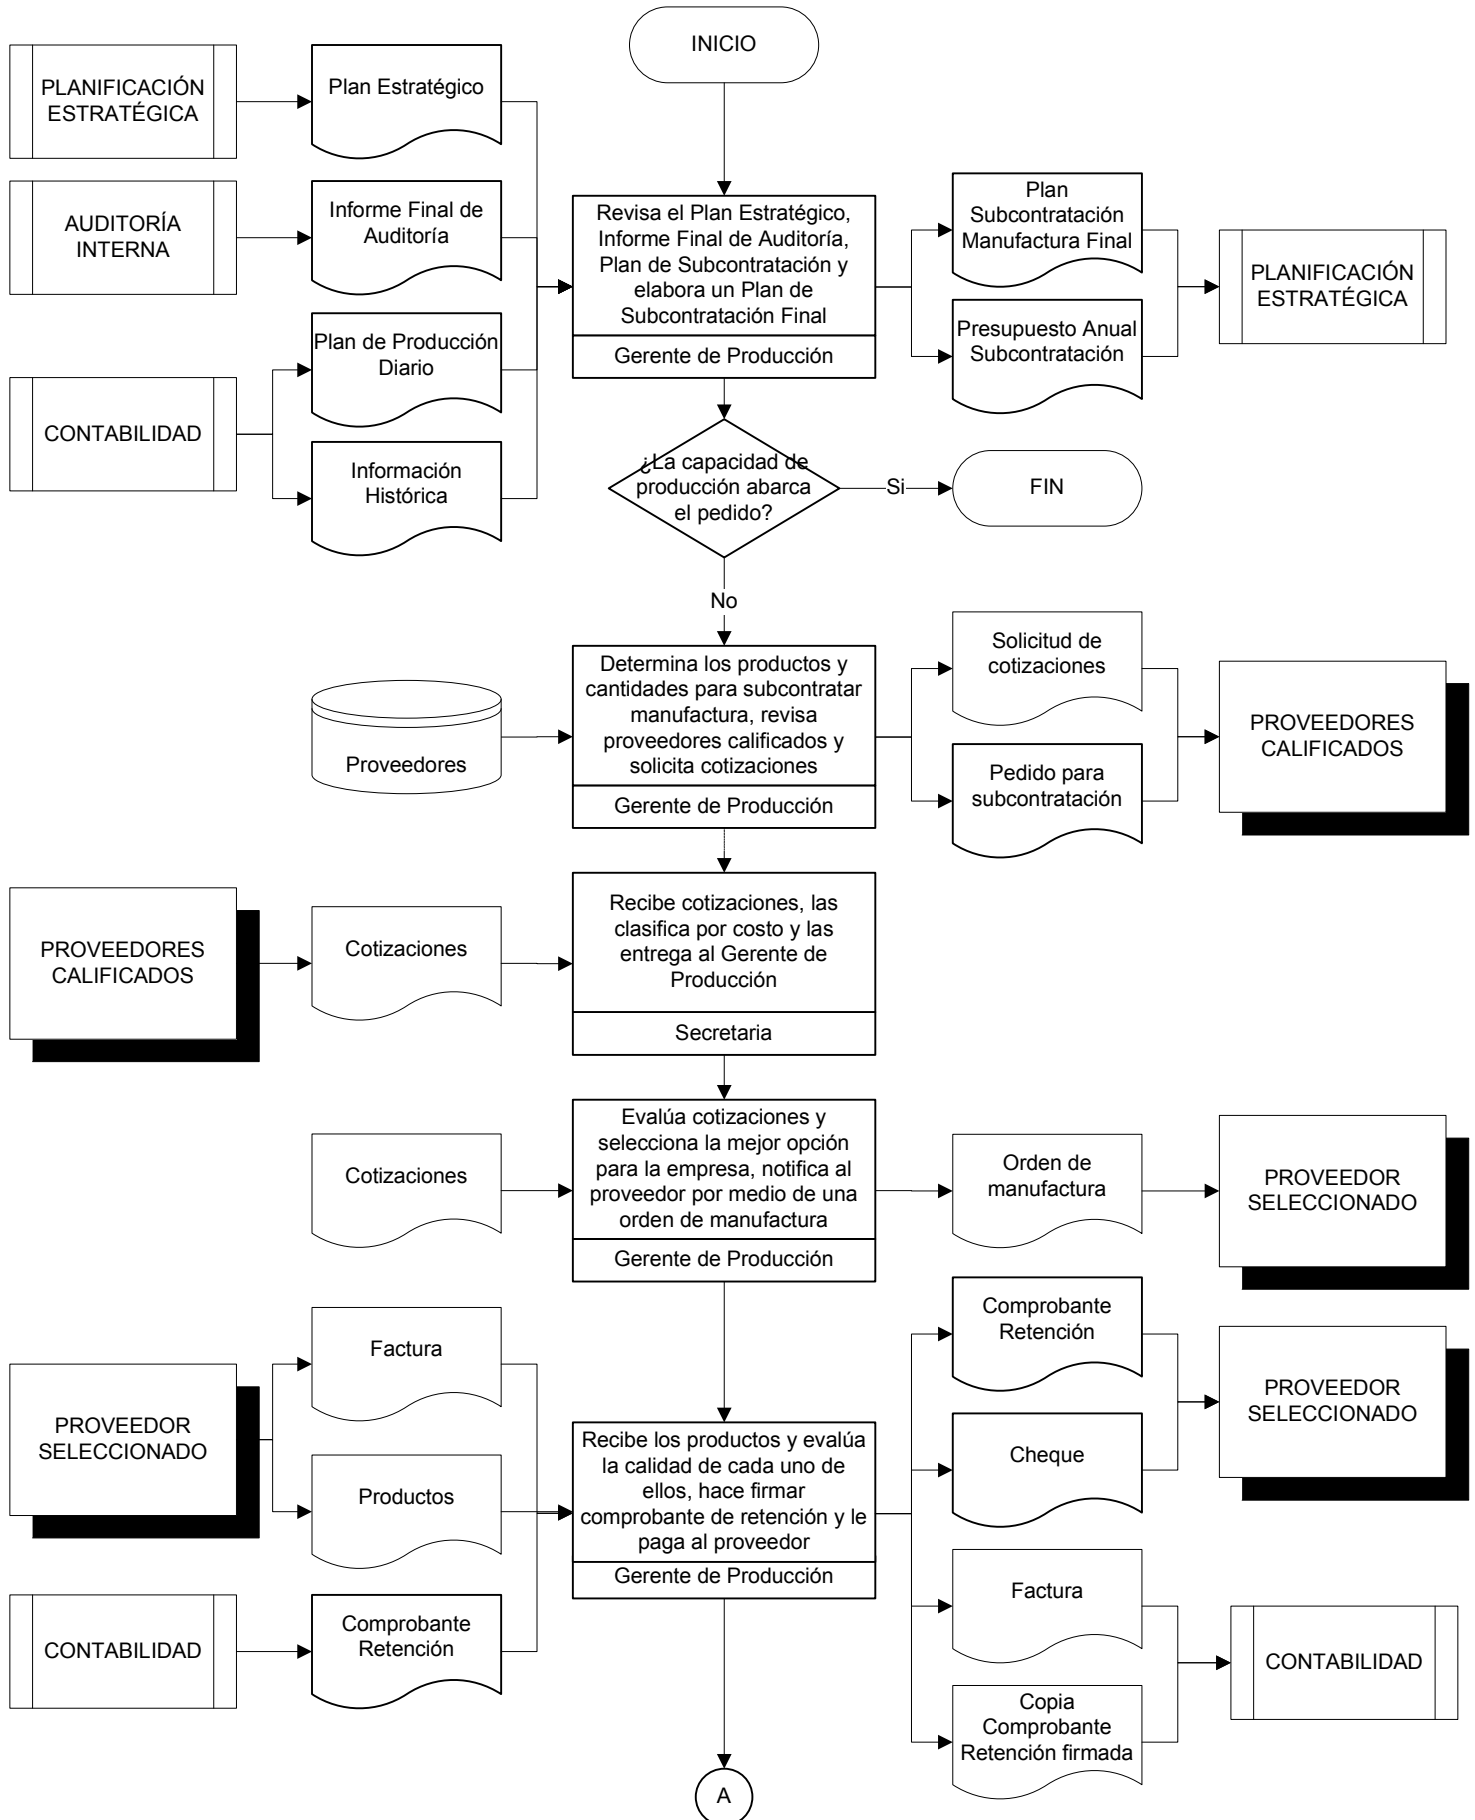 INICIO
PLANIFICACIÓN
ESTRATÉGICA
Plan Estratégico
AUDITORÍA
INTERNA
Informe Final de
Auditoría
Plan de Producción
Diario
CONTABILIDAD
Información
Histórica
Revisa el Plan Estratégico,
Informe Final de Auditoría,
Plan de Subcontratación y
elabora un Plan de
Subcontratación Final
Gerente de Producción
Plan
Subcontratación
Manufactura Final
Presupuesto Anual
Subcontratación
PLANIFICACIÓN
ESTRATÉGICA
¿La capacidad de
producción abarca
el pedido?
Si
FIN
No
Proveedores
Determina los productos y
cantidades para subcontratar
manufactura, revisa
proveedores calificados y
solicita cotizaciones
Gerente de Producción
Solicitud de
cotizaciones
Pedido para
subcontratación
PROVEEDORES
CALIFICADOS
PROVEEDORES
CALIFICADOS
Cotizaciones
Recibe cotizaciones, las
clasifica por costo y las
entrega al Gerente de
Producción
Secretaria
Cotizaciones
Evalúa cotizaciones y
selecciona la mejor opción
para la empresa, notifica al
proveedor por medio de una
orden de manufactura
Gerente de Producción
Orden de
manufactura
PROVEEDOR
SELECCIONADO
PROVEEDOR
SELECCIONADO
Factura
Productos
CONTABILIDAD
Comprobante
Retención
Recibe los productos y evalúa
la calidad de cada uno de
ellos, hace firmar
comprobante de retención y le
paga al proveedor
Gerente de Producción
Comprobante
Retención
Cheque
PROVEEDOR
SELECCIONADO
Factura
Copia
Comprobante
Retención firmada
CONTABILIDAD
A